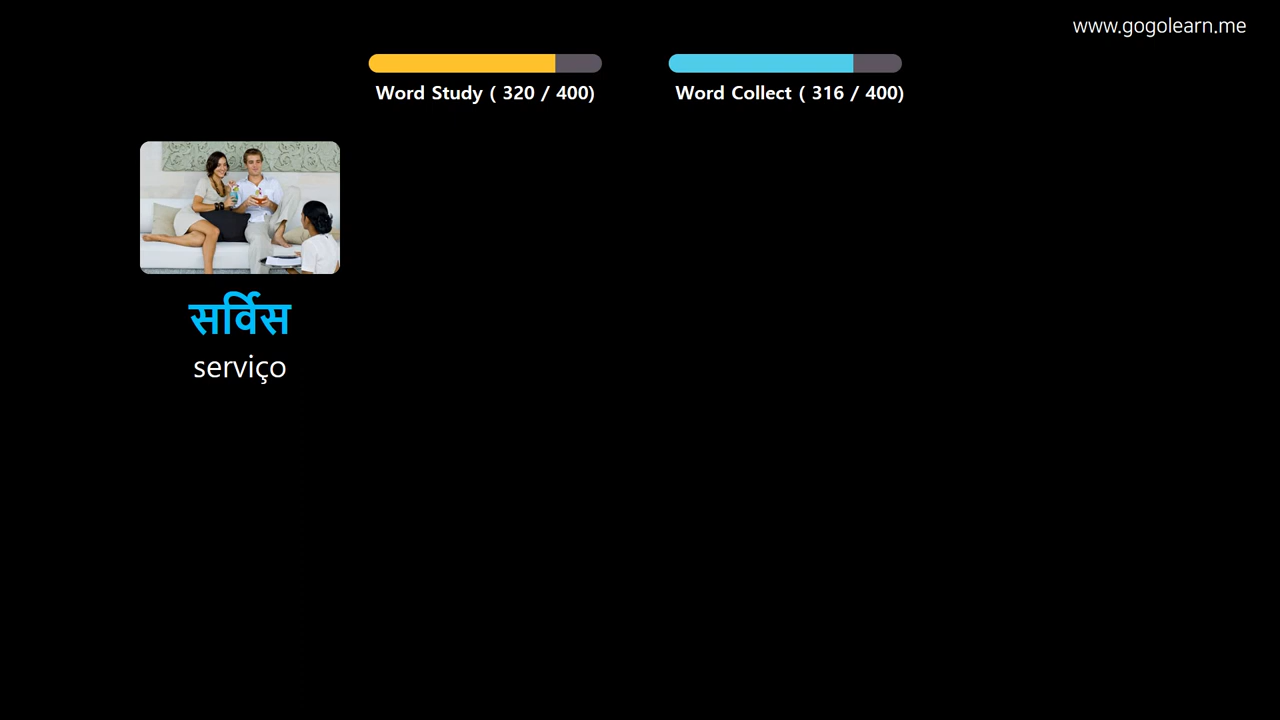 www.gogolearn.me
Word Study ( 320 / 400)
Word Collect ( 316 / 400)
सर्विस
serviço